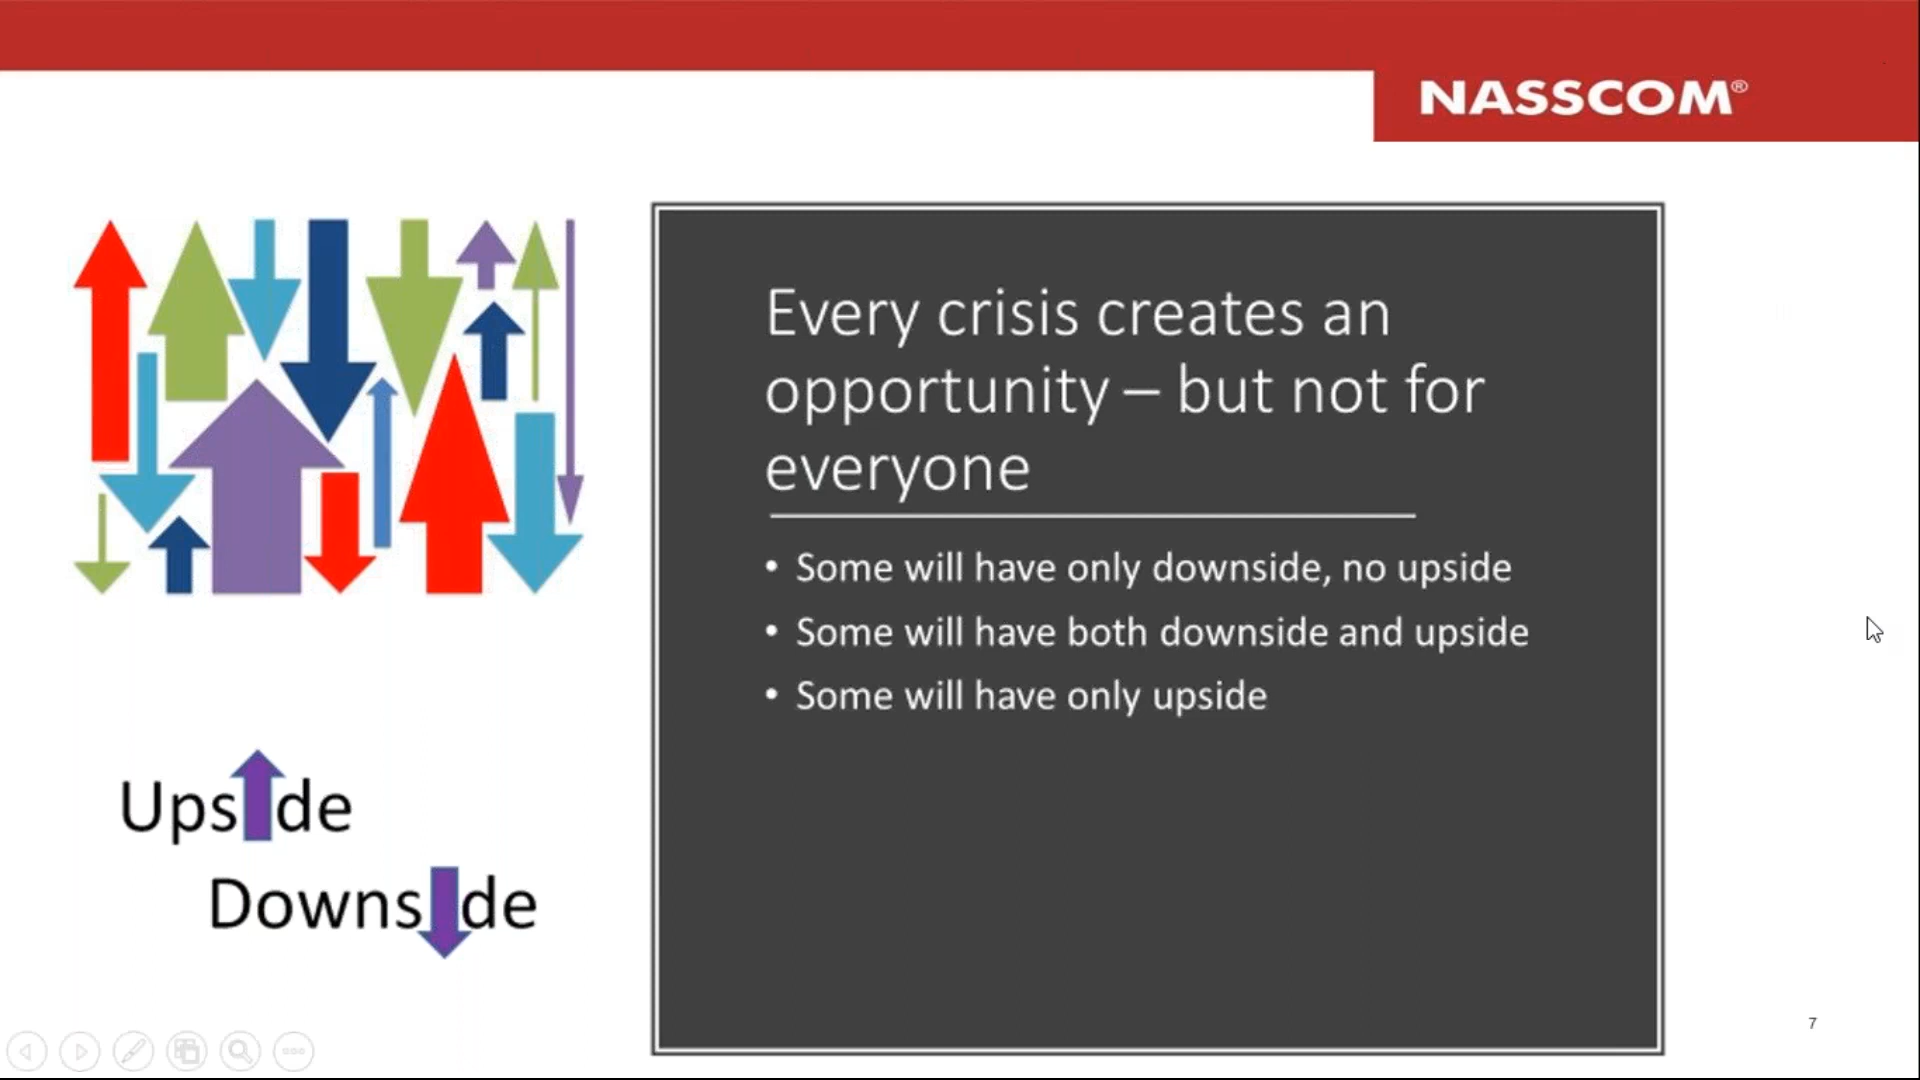 NASSCOM®
Every crisis creates an
opportunity – but not for
everyone
• Some will have only downside, no upside
• Some will have both downside and upside
• Some will have only upside
Upside
Downside
7